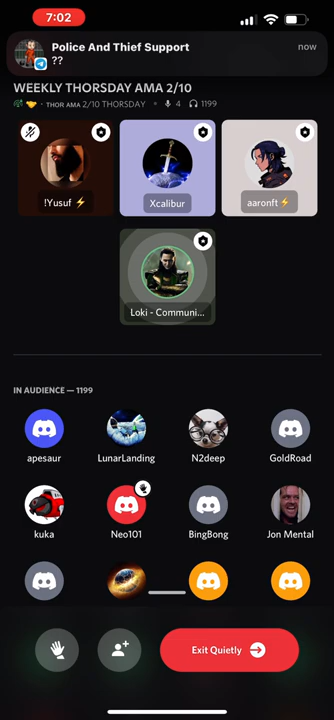 7:02
Police And Thief Support
now
??
WEEKLY THORSDAY AMA 2/10
• THOR AMA 2/10 THORSDAY • 4 1199
!Yusuf ⚡
Xcalibur
aaronft ⚡
Loki - Communi...
IN AUDIENCE — 1199
apesaur
LunarLanding
N2deep
GoldRoad
kuka
Neo101
BingBong
Jon Mental
Exit Quietly